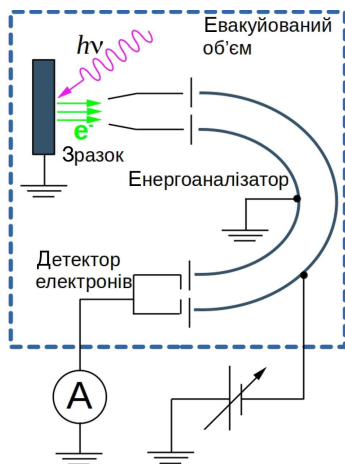 Евакуйований
об’єм
hν
e-
Зразок
Енергоаналізатор
Детектор
електронів
A